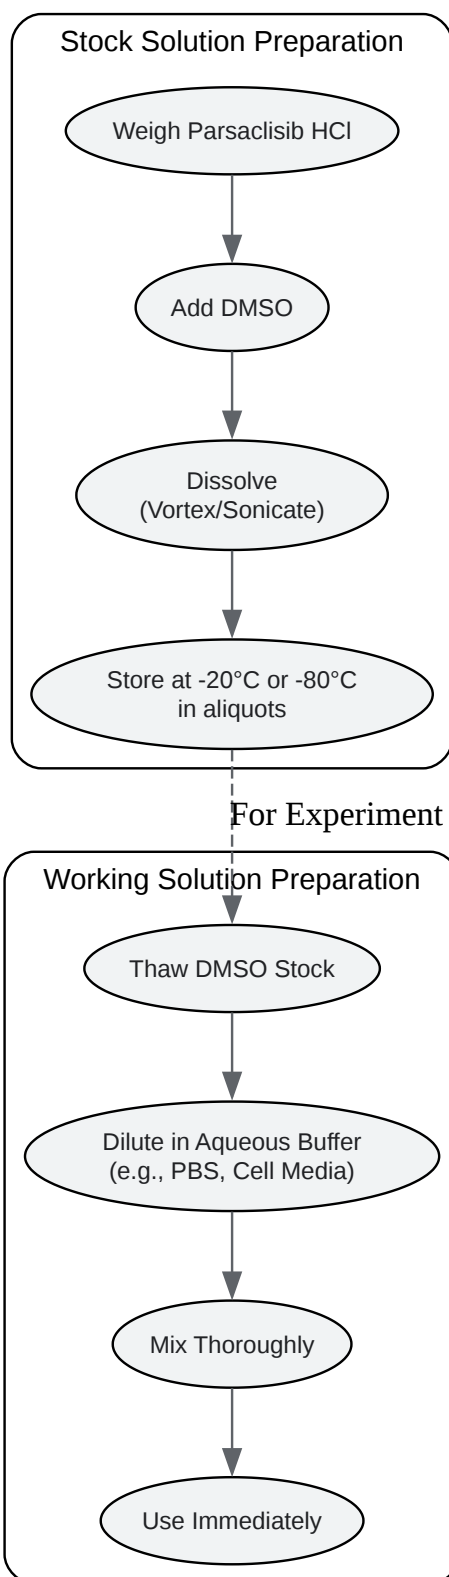 Stock Solution Preparation
Weigh Parsaclisib HCl
Add DMSO
Dissolve
(Vortex/Sonicate)
Store at -20°C or -80°C
in aliquots
For Experiment
Working Solution Preparation
Thaw DMSO Stock
Dilute in Aqueous Buffer
(e.g., PBS, Cell Media)
Mix Thoroughly
Use Immediately